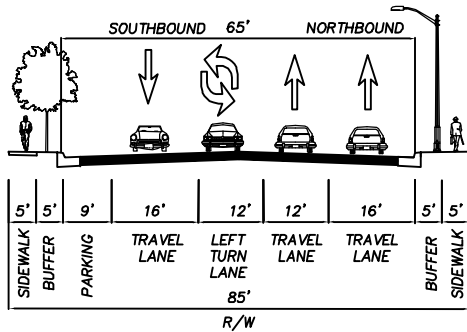 SOUTHBOUND 65' NORTHBOUND
5' 5' 9' 16' 12' 12' 16' 5' 5'
SIDEWALK
BUFFER
PARKING
TRAVEL
LANE
LEFT
TURN
LANE
TRAVEL
LANE
TRAVEL
LANE
BUFFER
SIDEWALK
85'
R/W